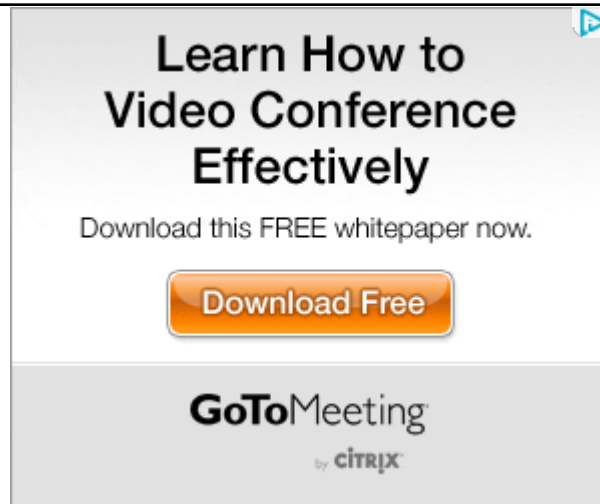 Learn How to
Video Conference
Effectively
Download this FREE whitepaper now.
Download Free
GoToMeeting
by CITRIX